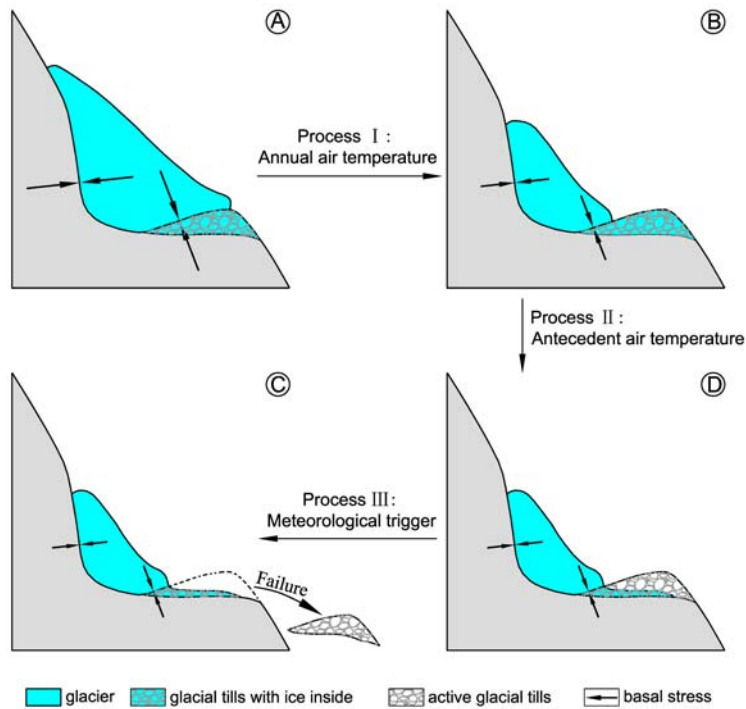 A
B
Process Ⅰ:
Annual air temperature
Process Ⅱ:
Antecedent air temperature
C
D
Process Ⅲ:
Meteorological trigger
Failure
glacier
glacial tills with ice inside
active glacial tills
basal stress